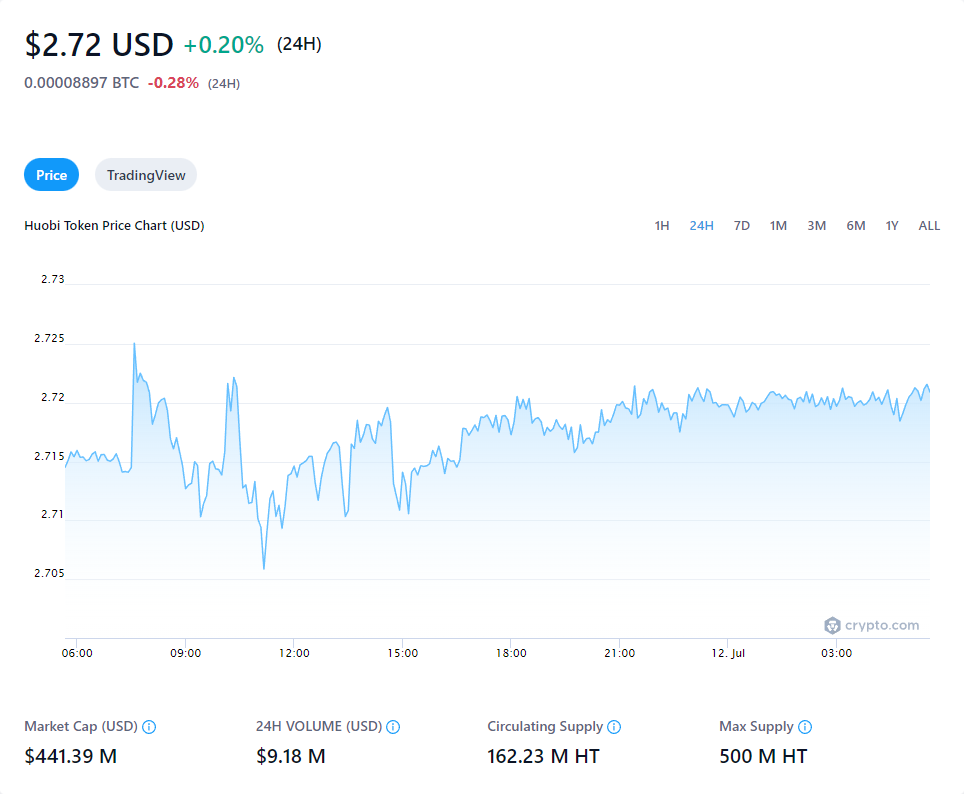 $2.72 USD +0.20% (24H)
0.00008897 BTC -0.28% (24H)
Price TradingView
Huobi Token Price Chart (USD) 1H 24H 7D 1M 3M 6M 1Y ALL
2.73
2.725
2.72
2.715
2.71
2.705
crypto.com
06:00 09:00 12:00 15:00 18:00 21:00 12. Jul 03:00
Market Cap (USD) 24H VOLUME (USD) Circulating Supply Max Supply
$441.39 M $9.18 M 162.23 M HT 500 M HT